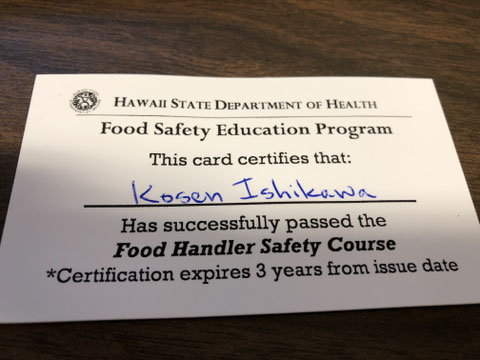 HAWAII STATE DEPARTMENT OF HEALTH
Food Safety Education Program
This card certifies that:
Kosen Ishikawa
Has successfully passed the
Food Handler Safety Course
*Certification expires 3 years from issue date